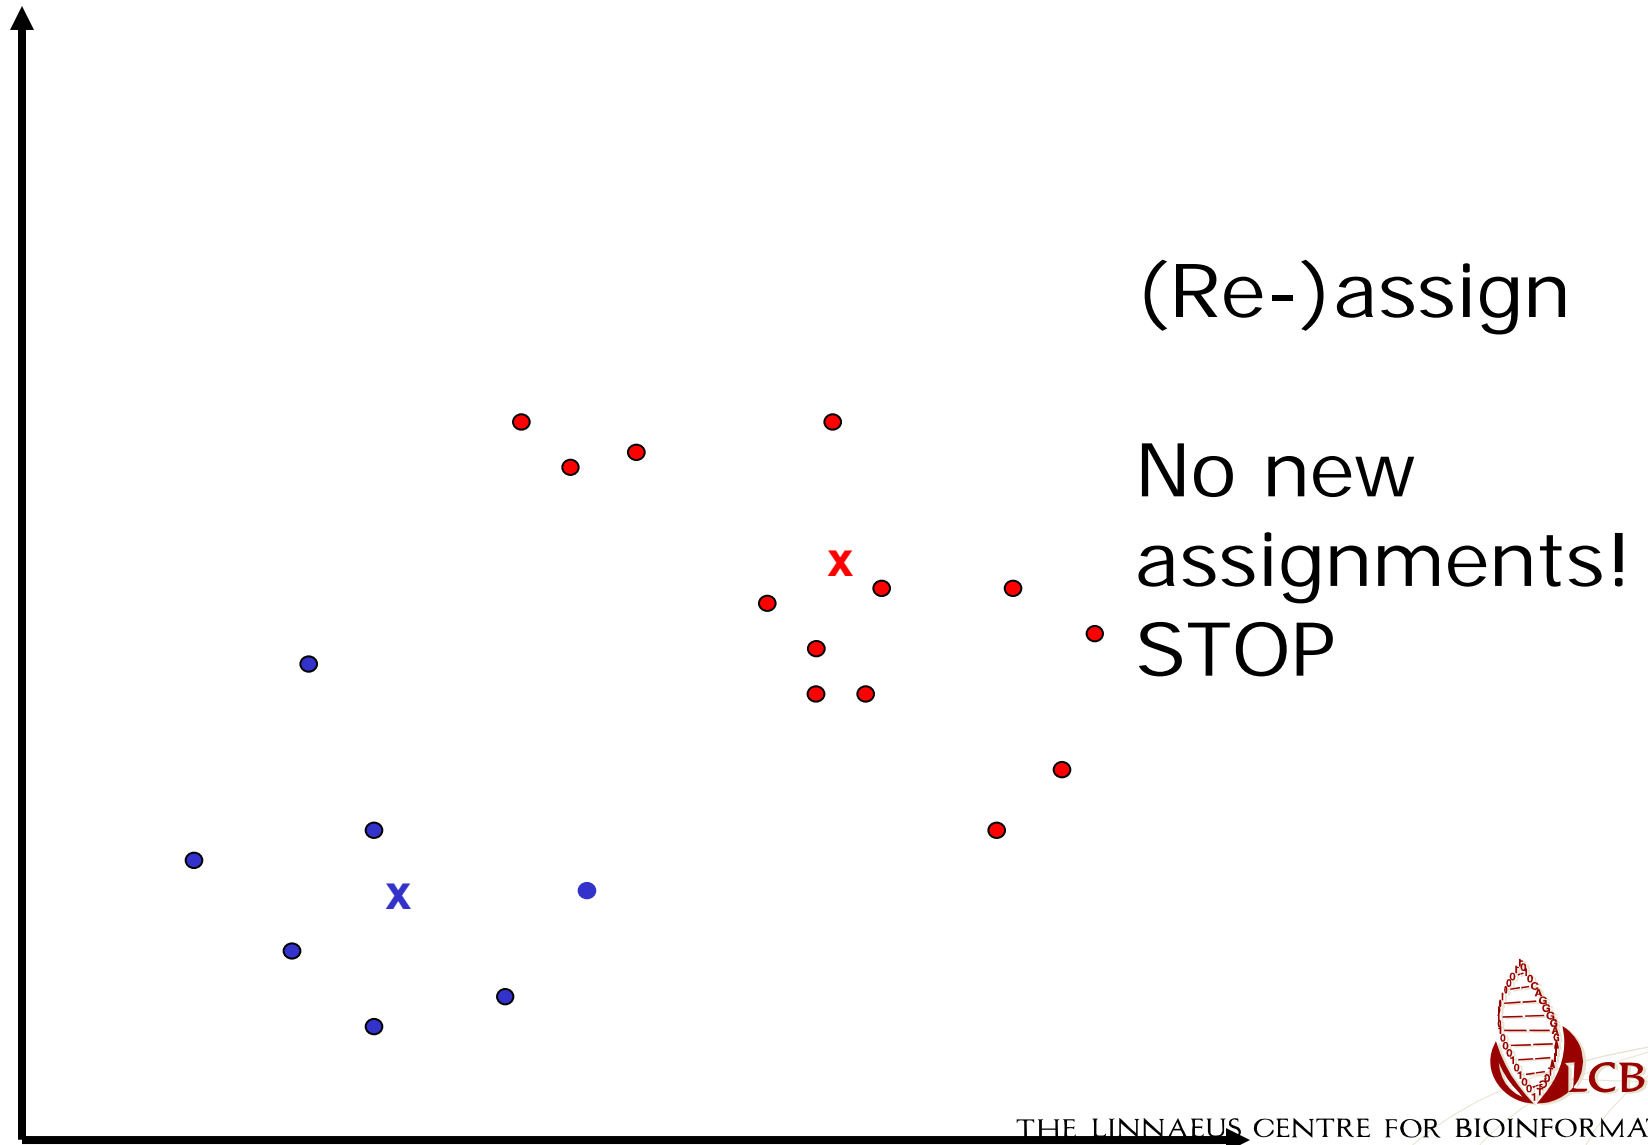 (Re-)assign
No new
assignments!
STOP
x
x
LCB
THE LINNAEUS CENTRE FOR BIOINFORMA